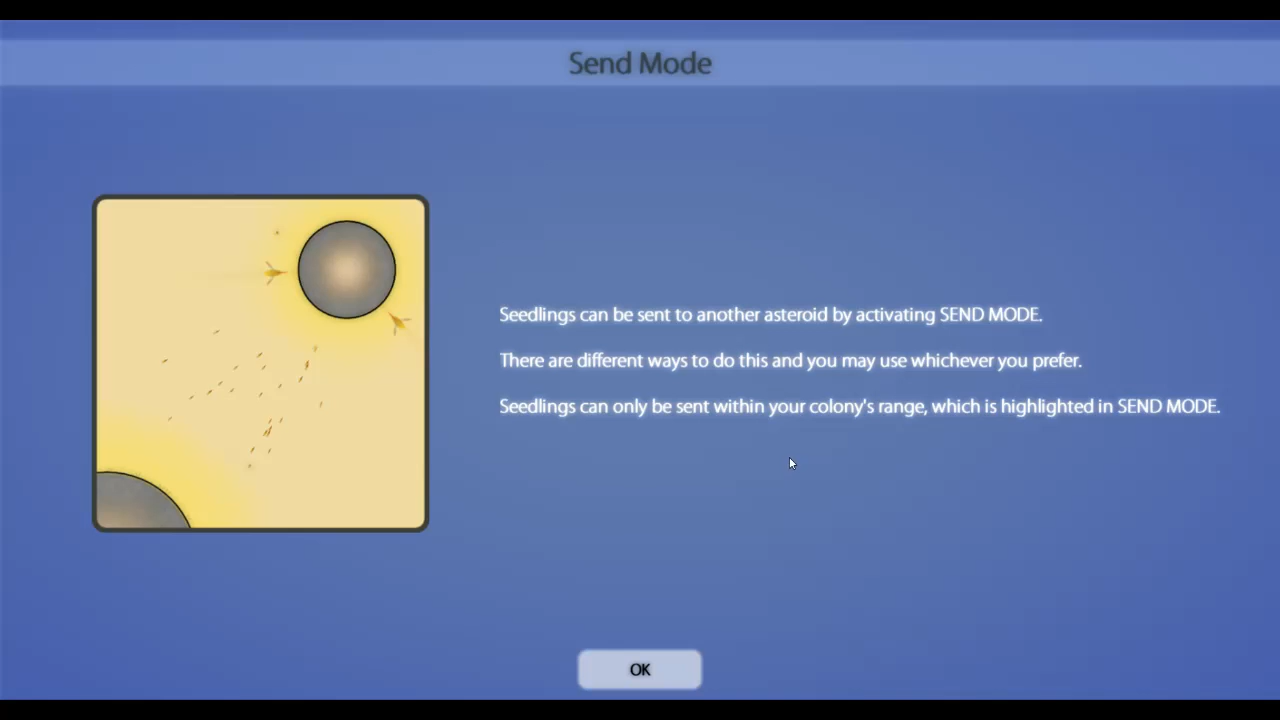 Send Mode
Seedlings can be sent to another asteroid by activating SEND MODE.
There are different ways to do this and you may use whichever you prefer.
Seedlings can only be sent within your colony's range, which is highlighted in SEND MODE.
OK